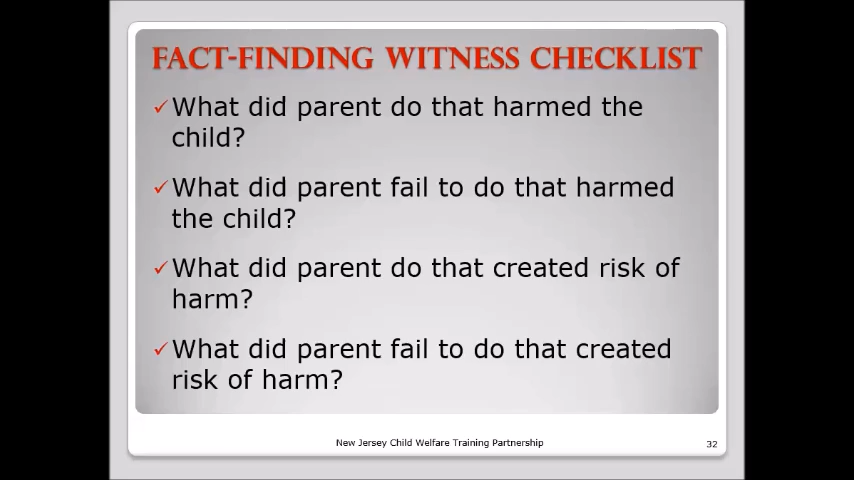 FACT-FINDING WITNESS CHECKLIST
✓What did parent do that harmed the
child?
✓What did parent fail to do that harmed
the child?
✓What did parent do that created risk of
harm?
✓What did parent fail to do that created
risk of harm?
New Jersey Child Welfare Training Partnership
32